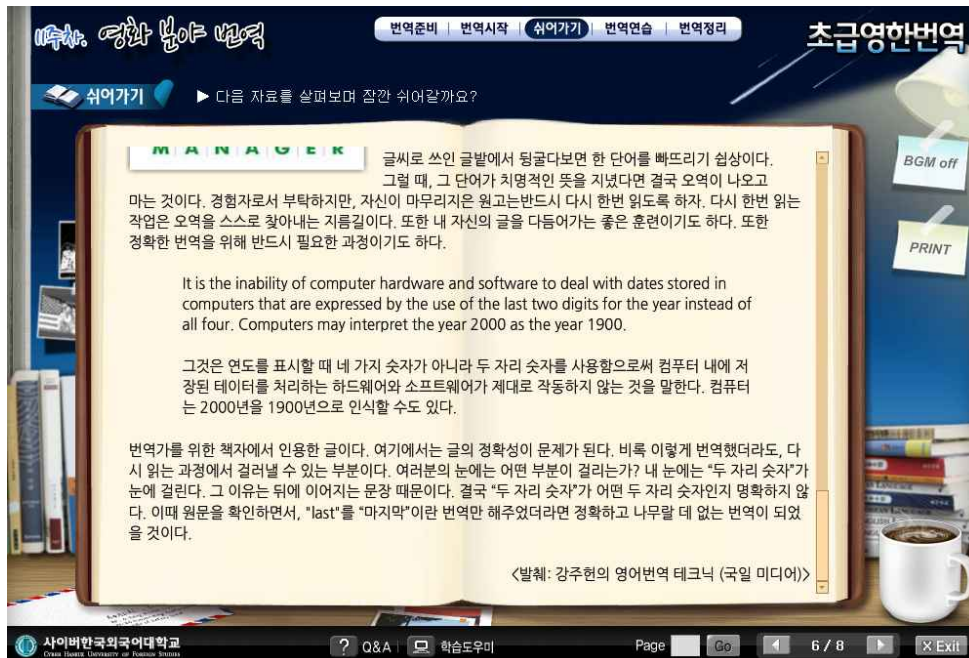 11주차. 영화 분야 번역
번역준비 | 번역시작 | 쉬어가기 | 번역연습 | 번역정리
초급영한번역
쉬어가기
▶ 다음 자료를 살펴보며 잠깐 쉬어갈까요?
BGM off
PRINT
MANAGER
글씨로 쓰인 글밭에서 뒹굴다보면 한 단어를 빠뜨리기 쉽상이다.
그럴 때, 그 단어가 치명적인 뜻을 지녔다면 결국 오역이 나오고
마는 것이다. 경험자로서 부탁하지만, 자신이 마무리지은 원고는반드시 다시 한번 읽도록 하자. 다시 한번 읽는
작업은 오역을 스스로 찾아내는 지름길이다. 또한 내 자신의 글을 다듬어가는 좋은 훈련이기도 하다. 또한
정확한 번역을 위해 반드시 필요한 과정이기도 하다.
It is the inability of computer hardware and software to deal with dates stored in
computers that are expressed by the use of the last two digits for the year instead of
all four. Computers may interpret the year 2000 as the year 1900.
그것은 연도를 표시할 때 네 가지 숫자가 아니라 두 자리 숫자를 사용함으로써 컴푸터 내에 저
장된 테이터를 처리하는 하드웨어와 소프트웨어가 제대로 작동하지 않는 것을 말한다. 컴퓨터
는 2000년을 1900년으로 인식할 수도 있다.
번역가를 위한 책자에서 인용한 글이다. 여기에서는 글의 정확성이 문제가 된다. 비록 이렇게 번역했더라도, 다
시 읽는 과정에서 걸러낼 수 있는 부분이다. 여러분의 눈에는 어떤 부분이 걸리는가? 내 눈에는 “두 자리 숫자”가
눈에 걸린다. 그 이유는 뒤에 이어지는 문장 때문이다. 결국 “두 자리 숫자”가 어떤 두 자리 숫자인지 명확하지 않
다. 이때 원문을 확인하면서, "last"를 “마지막”이란 번역만 해주었더라면 정확하고 나무랄 데 없는 번역이 되었
을 것이다.
<발췌: 강주헌의 영어번역 테크닉 (국일 미디어)>
사이버한국외국어대학교
Cyber Hankuk University of Foreign Studies
? Q&A 학습도우미 Page Go 6 / 8 X Exit